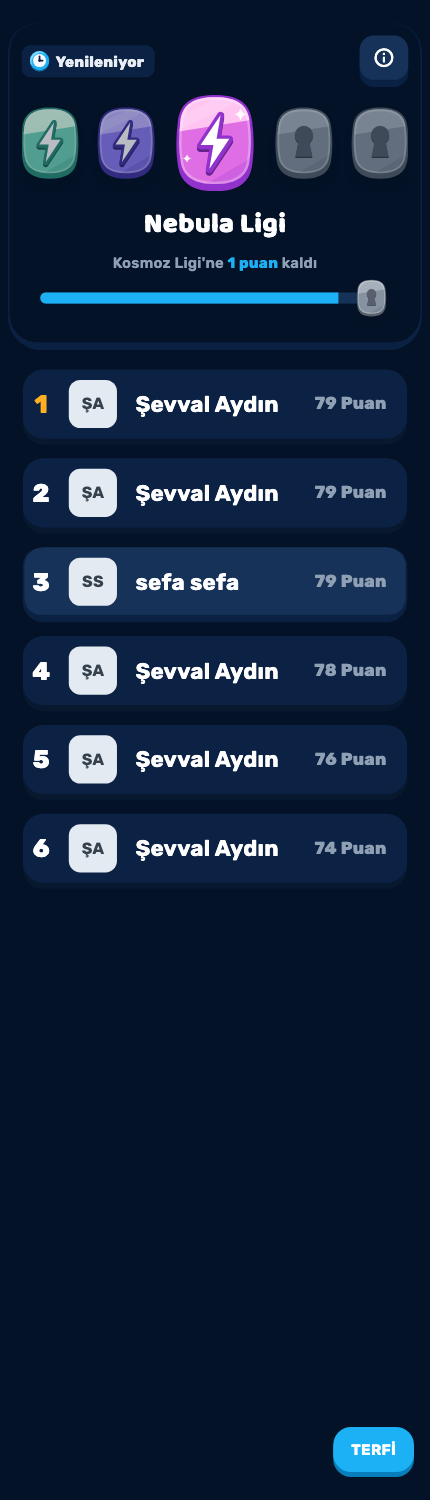 Yenileniyor
Nebula Ligi
Kosmoz Ligi'ne 1 puan kaldı
1 ŞA Şevval Aydın 79 Puan
2 ŞA Şevval Aydın 79 Puan
3 SS sefa sefa 79 Puan
4 ŞA Şevval Aydın 78 Puan
5 ŞA Şevval Aydın 76 Puan
6 ŞA Şevval Aydın 74 Puan
TERFİ